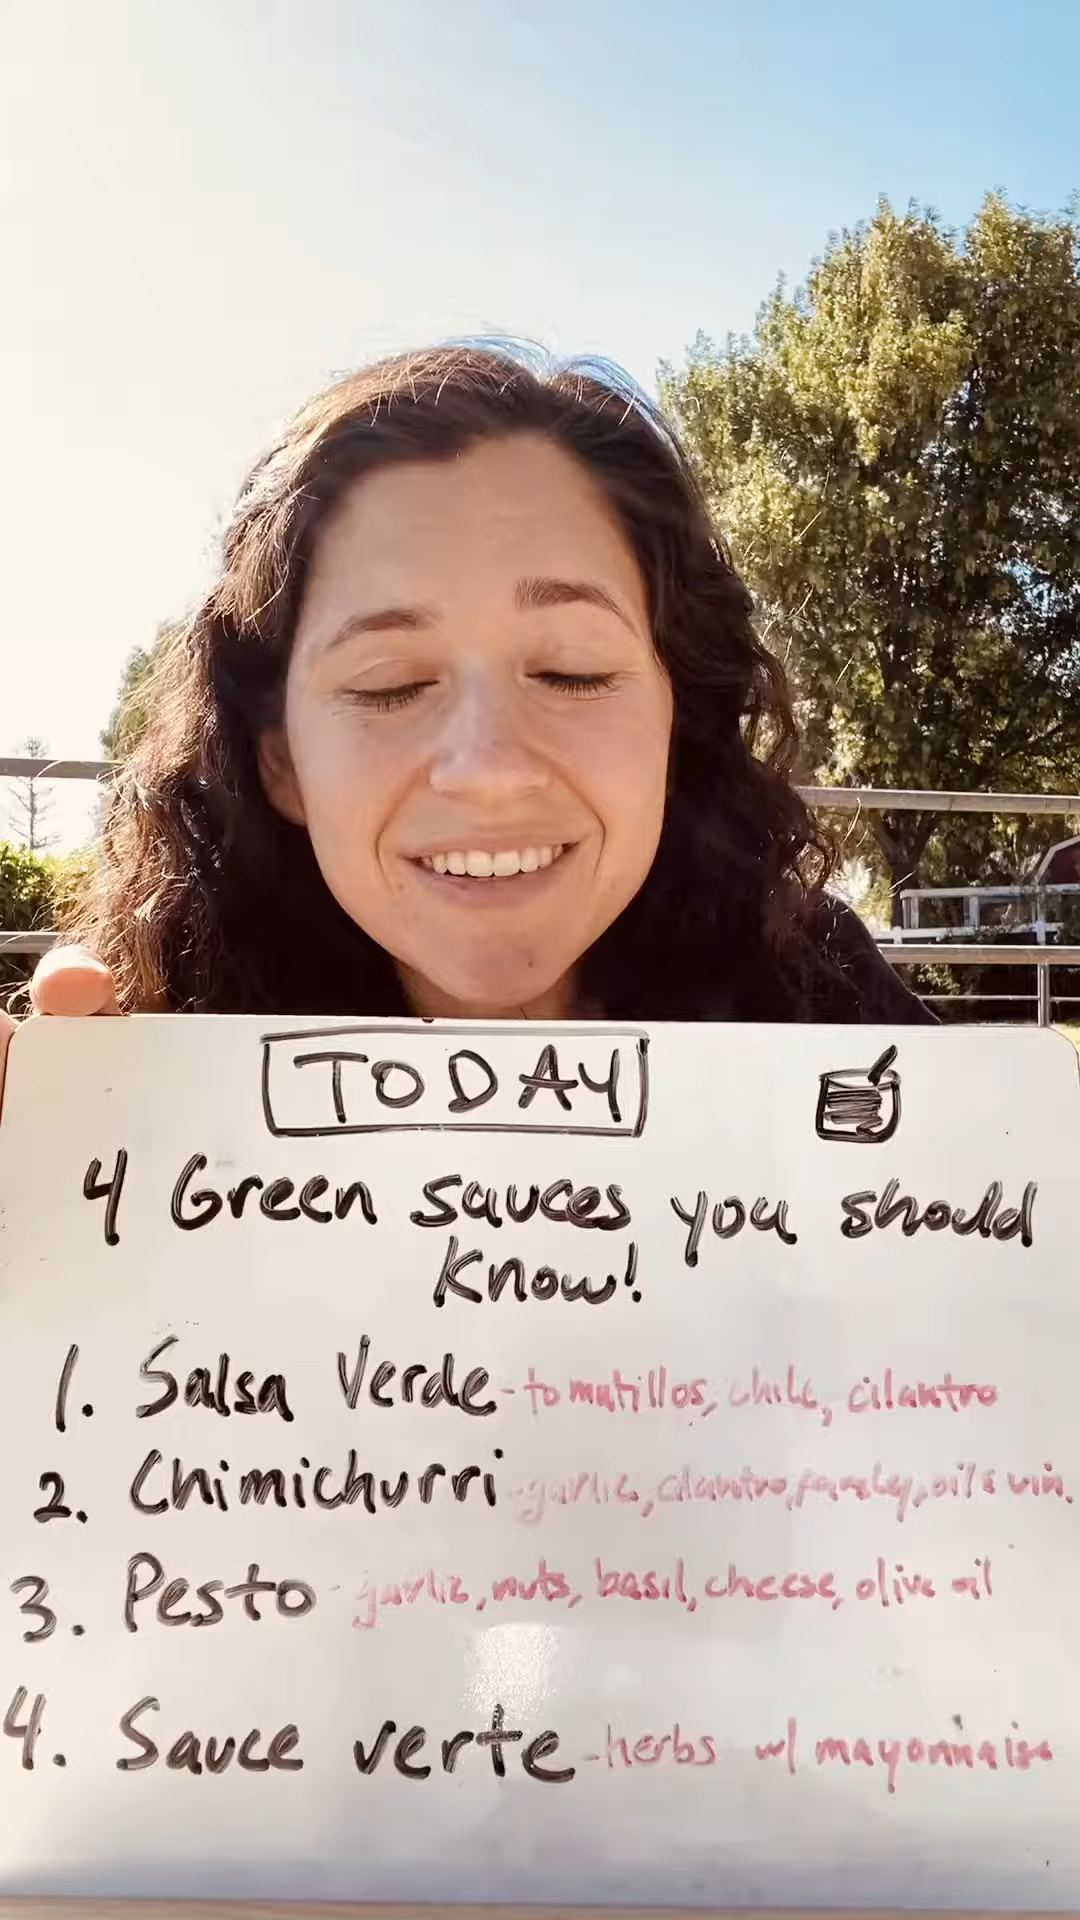 TODAY
4 Green sauces you should
Know!
1. Salsa Verde - tomatillos, chile, cilantro
2. Chimichurri - garlic, cilantro, parsley, oil & vin.
3. Pesto - garlic, nuts, basil, cheese, olive oil
4. Sauce verte - herbs w/ mayonnaise